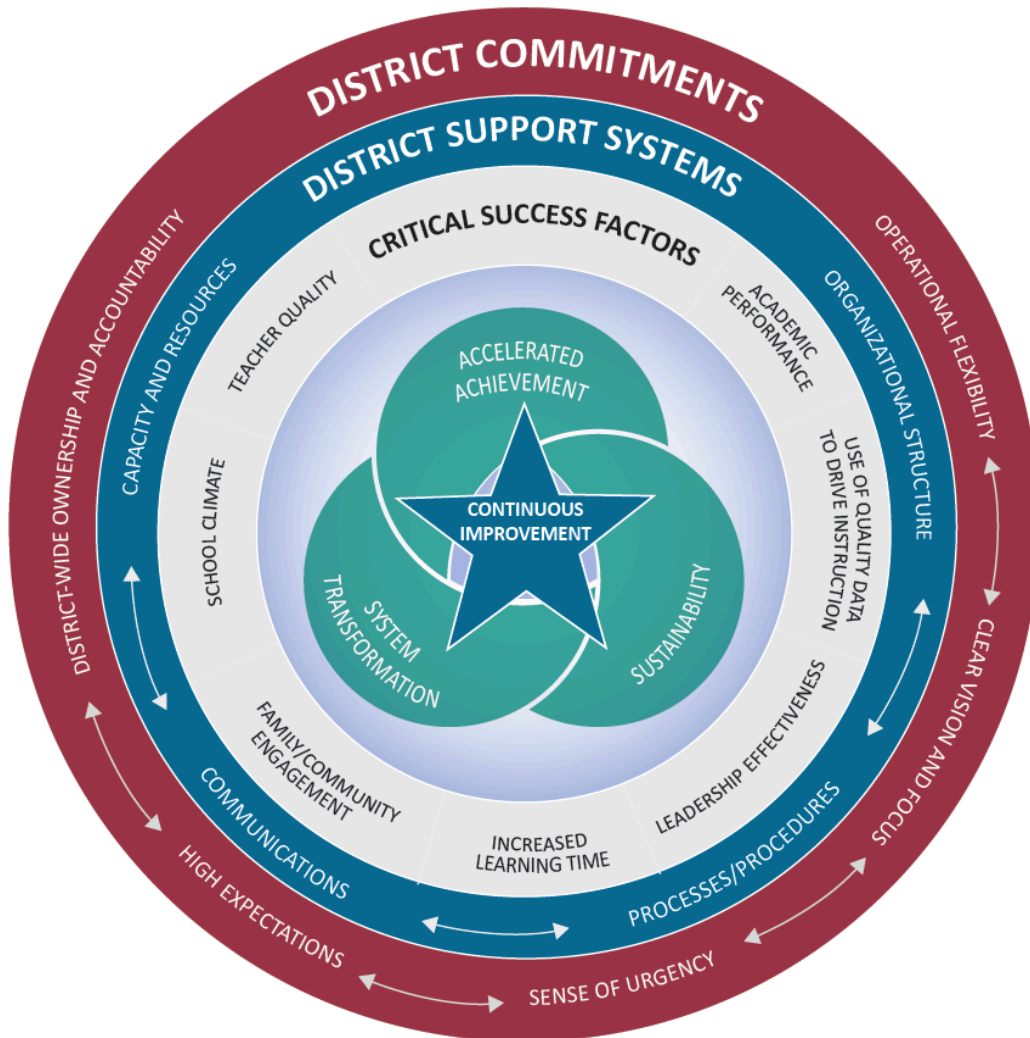 DISTRICT COMMITMENTS
OPERATIONAL FLEXIBILITY
CLEAR VISION AND FOCUS
SENSE OF URGENCY
HIGH EXPECTATIONS
DISTRICT-WIDE OWNERSHIP AND ACCOUNTABILITY
DISTRICT SUPPORT SYSTEMS
ORGANIZATIONAL STRUCTURE
PROCESSES/PROCEDURES
COMMUNICATIONS
CAPACITY AND RESOURCES
CRITICAL SUCCESS FACTORS
ACADEMIC
PERFORMANCE
USE OF QUALITY DATA
TO DRIVE INSTRUCTION
LEADERSHIP EFFECTIVENESS
INCREASED
LEARNING TIME
FAMILY/COMMUNITY
ENGAGEMENT
SCHOOL CLIMATE
TEACHER QUALITY
ACCELERATED
ACHIEVEMENT
SUSTAINABILITY
SYSTEM
TRANSFORMATION
CONTINUOUS
IMPROVEMENT